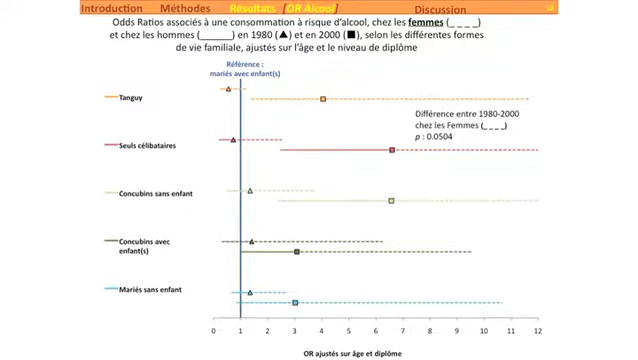 Introduction Méthodes Résultats [OR Alcool] Discussion 12
Odds Ratios associés à une consommation à risque d'alcool, chez les femmes (_ _ _ _)
et chez les hommes (______) en 1980 (▲) et en 2000 (■), selon les différentes formes
de vie familiale, ajustés sur l'âge et le niveau de diplôme
Référence :
mariés avec enfant(s)
Tanguy
Différence entre 1980-2000
chez les Femmes (_ _ _ _)
p : 0.0504
Seuls célibataires
Concubins sans enfant
Concubins avec
enfant(s)
Mariés sans enfant
0 1 2 3 4 5 6 7 8 9 10 11 12
OR ajustés sur âge et diplôme